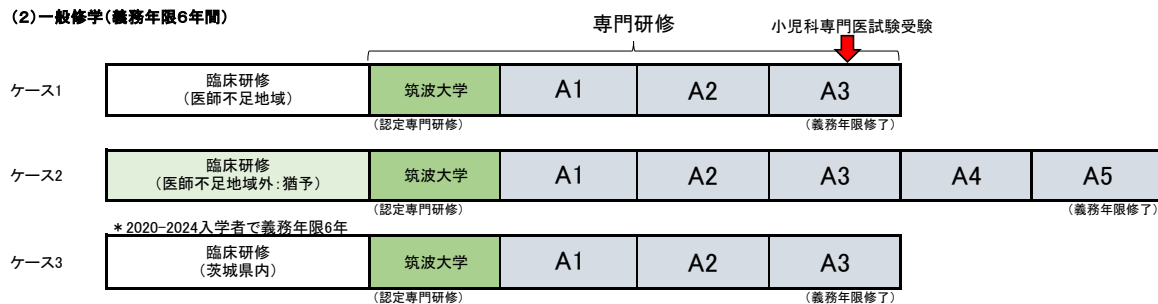 (2)一般修学(義務年限6年間)
専門研修
小児科専門医試験受験
ケース1
臨床研修
(医師不足地域)
筑波大学
A1
A2
A3
(認定専門研修)
(義務年限修了)
ケース2
臨床研修
(医師不足地域外:猶予)
筑波大学
A1
A2
A3
A4
A5
(認定専門研修)
(義務年限修了)
*2020-2024入学者で義務年限6年
ケース3
臨床研修
(茨城県内)
筑波大学
A1
A2
A3
(認定専門研修)
(義務年限修了)